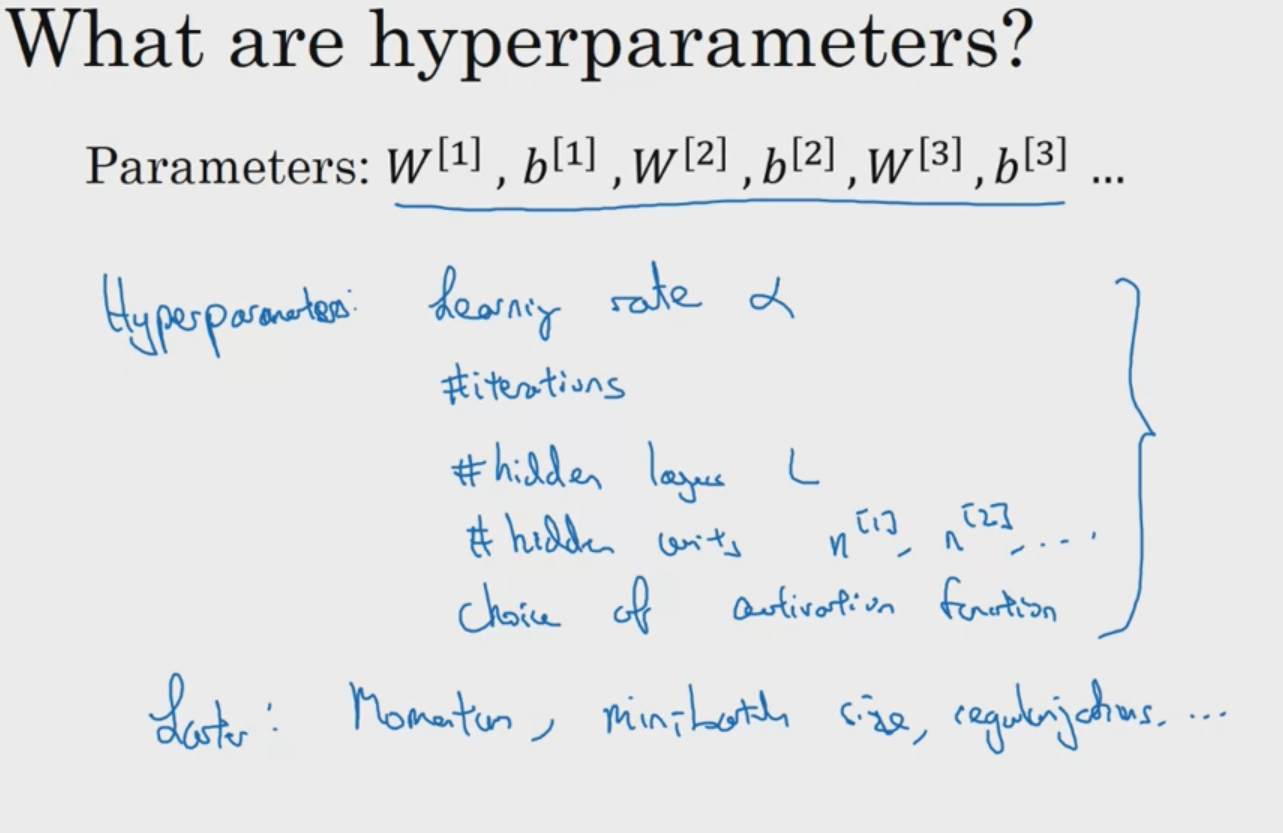 What are hyperparameters?
Parameters: W[1] , b[1] , W[2] , b[2] , W[3] , b[3] ...
Hyperparameters: Learning rate α
#iterations
#hidden layers L
# hidden units n[1], n[2], ....
Choice of activation function
Later: Momentum, mini-batch size, regularizations. ...